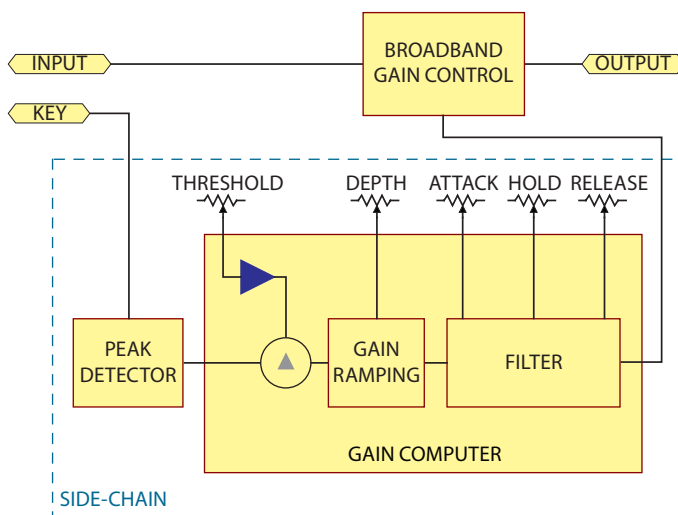 BROADBAND
GAIN CONTROL
INPUT
OUTPUT
KEY
THRESHOLD
DEPTH
ATTACK
HOLD
RELEASE
PEAK
DETECTOR
GAIN
RAMPING
FILTER
GAIN COMPUTER
SIDE-CHAIN